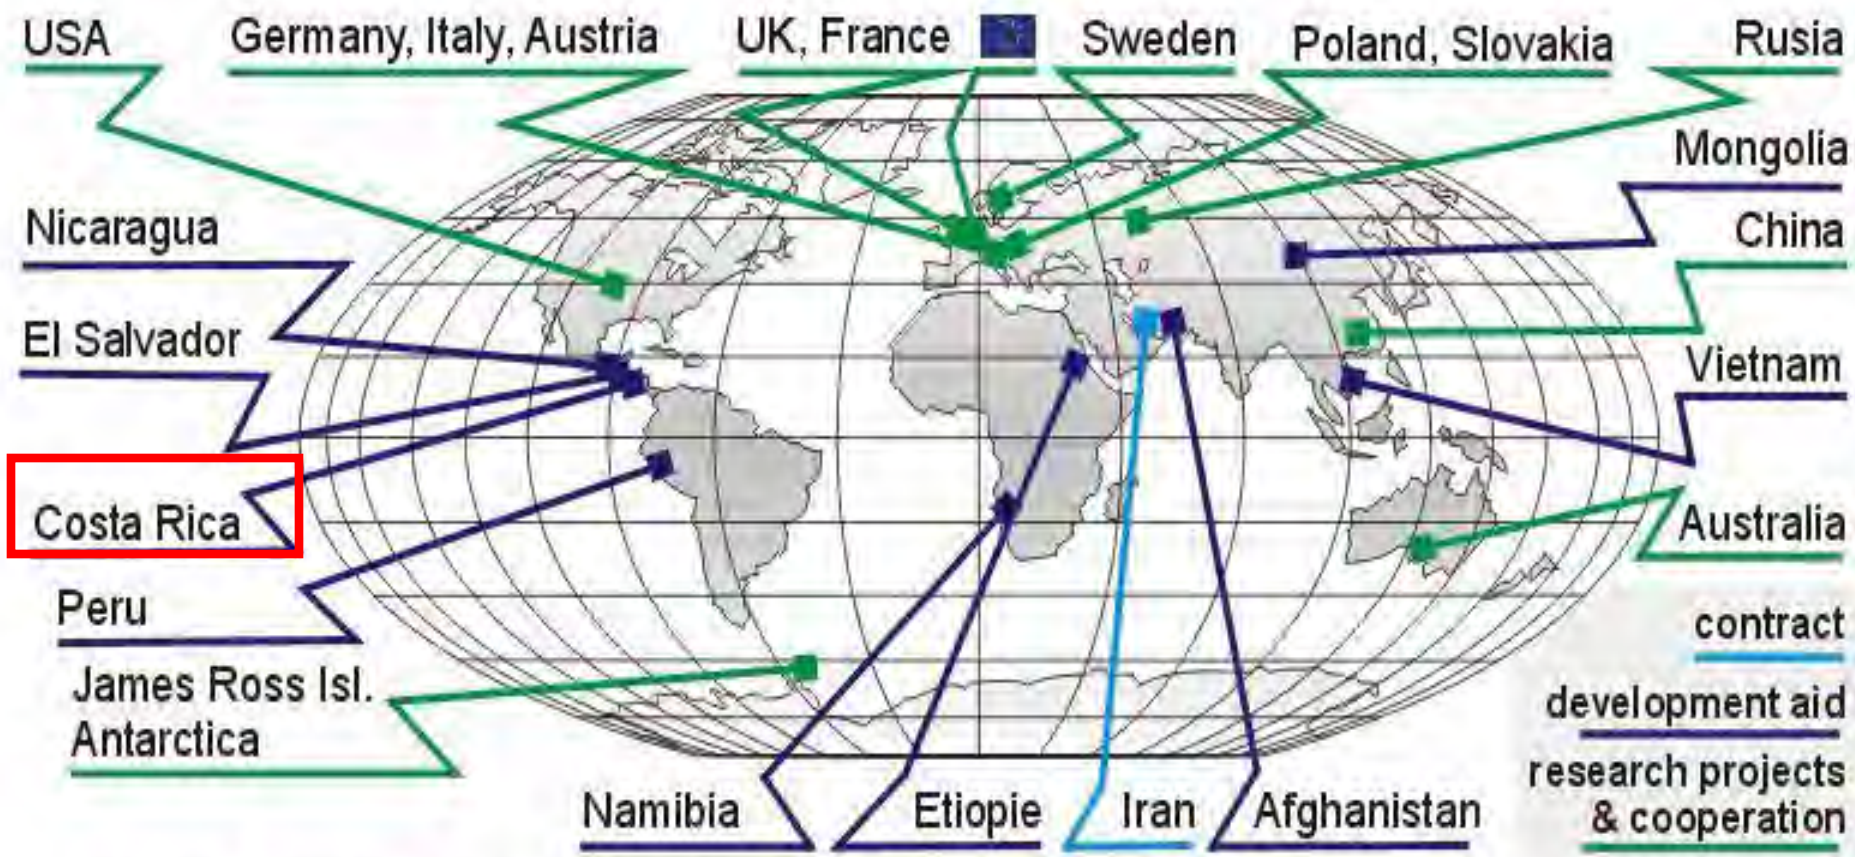 USA
Germany, Italy, Austria
UK, France
Sweden
Poland, Slovakia
Rusia
Mongolia
Nicaragua
China
El Salvador
Vietnam
Costa Rica
Australia
Peru
contract
James Ross Isl.
Antarctica
development aid
research projects
& cooperation
Namibia
Etiopie
Iran
Afghanistan